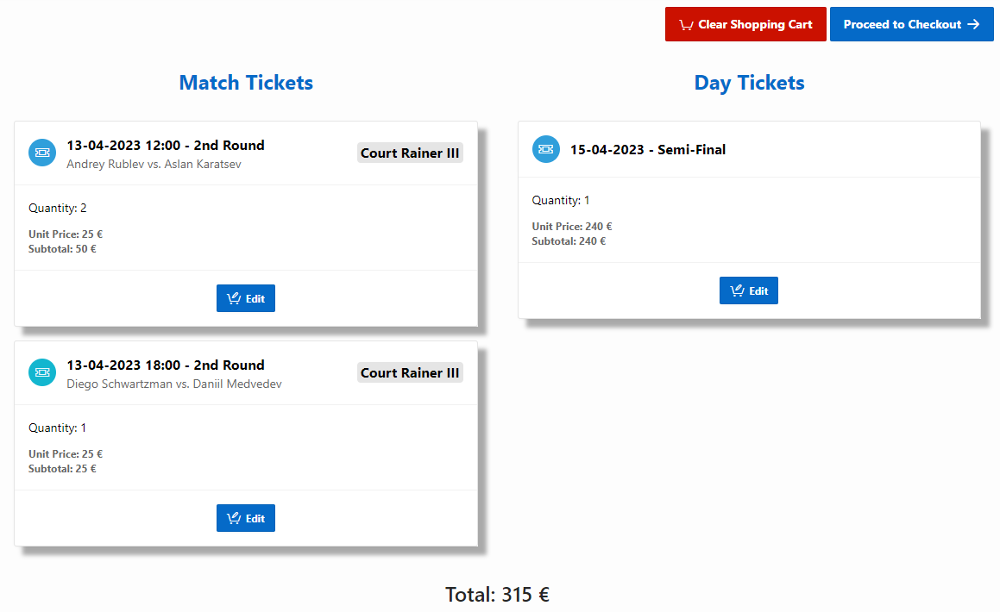 Clear Shopping Cart
Proceed to Checkout
Match Tickets
13-04-2023 12:00 - 2nd Round
Andrey Rublev vs. Aslan Karatsev
Court Rainer III
Quantity: 2
Unit Price: 25 €
Subtotal: 50 €
Edit
13-04-2023 18:00 - 2nd Round
Diego Schwartzman vs. Daniil Medvedev
Court Rainer III
Quantity: 1
Unit Price: 25 €
Subtotal: 25 €
Edit
Day Tickets
15-04-2023 - Semi-Final
Quantity: 1
Unit Price: 240 €
Subtotal: 240 €
Edit
Total: 315 €